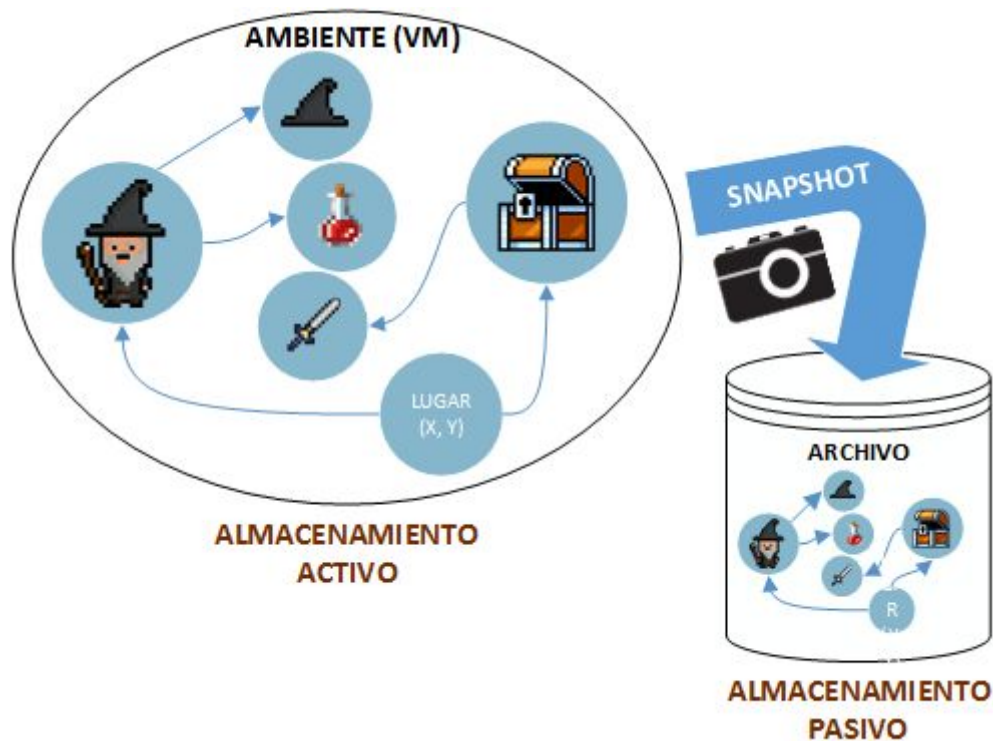 AMBIENTE (VM)
SNAPSHOT
LUGAR
(X, Y)
ARCHIVO
R
ALMACENAMIENTO
ACTIVO
ALMACENAMIENTO
PASIVO